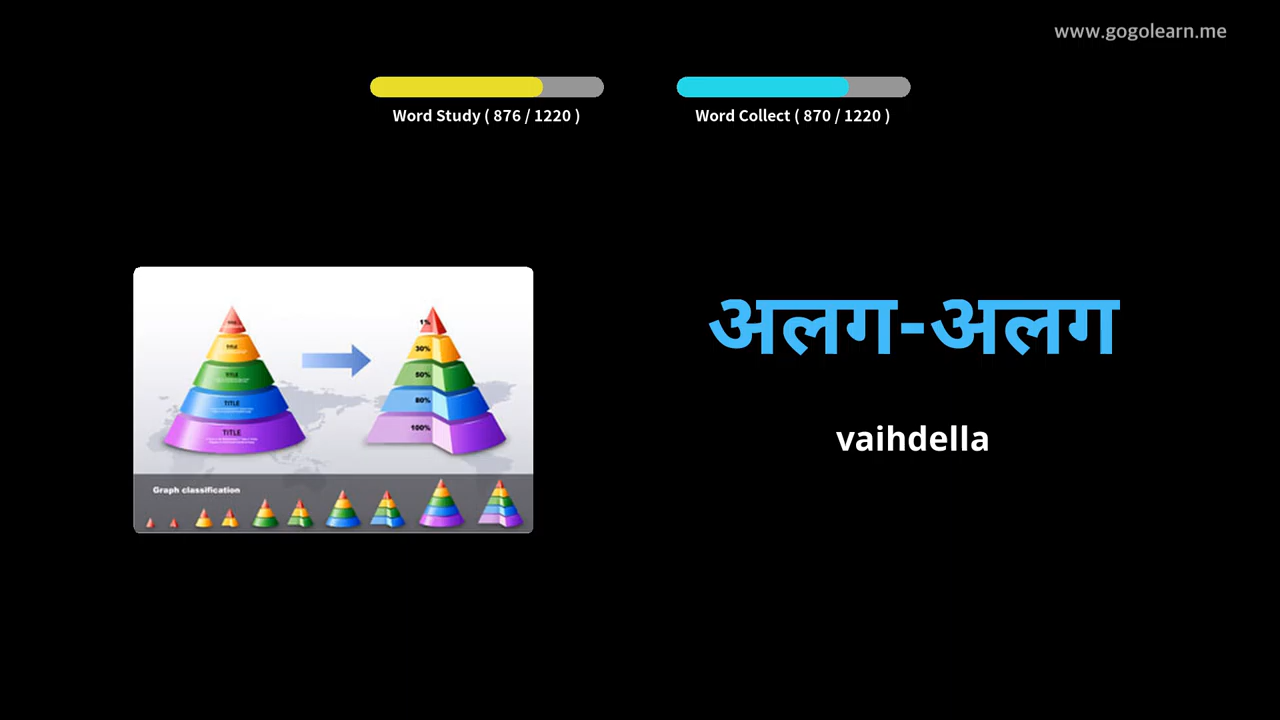 www.gogolearn.me
Word Study ( 876 / 1220 )
Word Collect ( 870 / 1220 )
अलग-अलग
vaihdella
TITLE
TITLE
TITLE
TITLE
1%
30%
50%
80%
100%
Graph classification